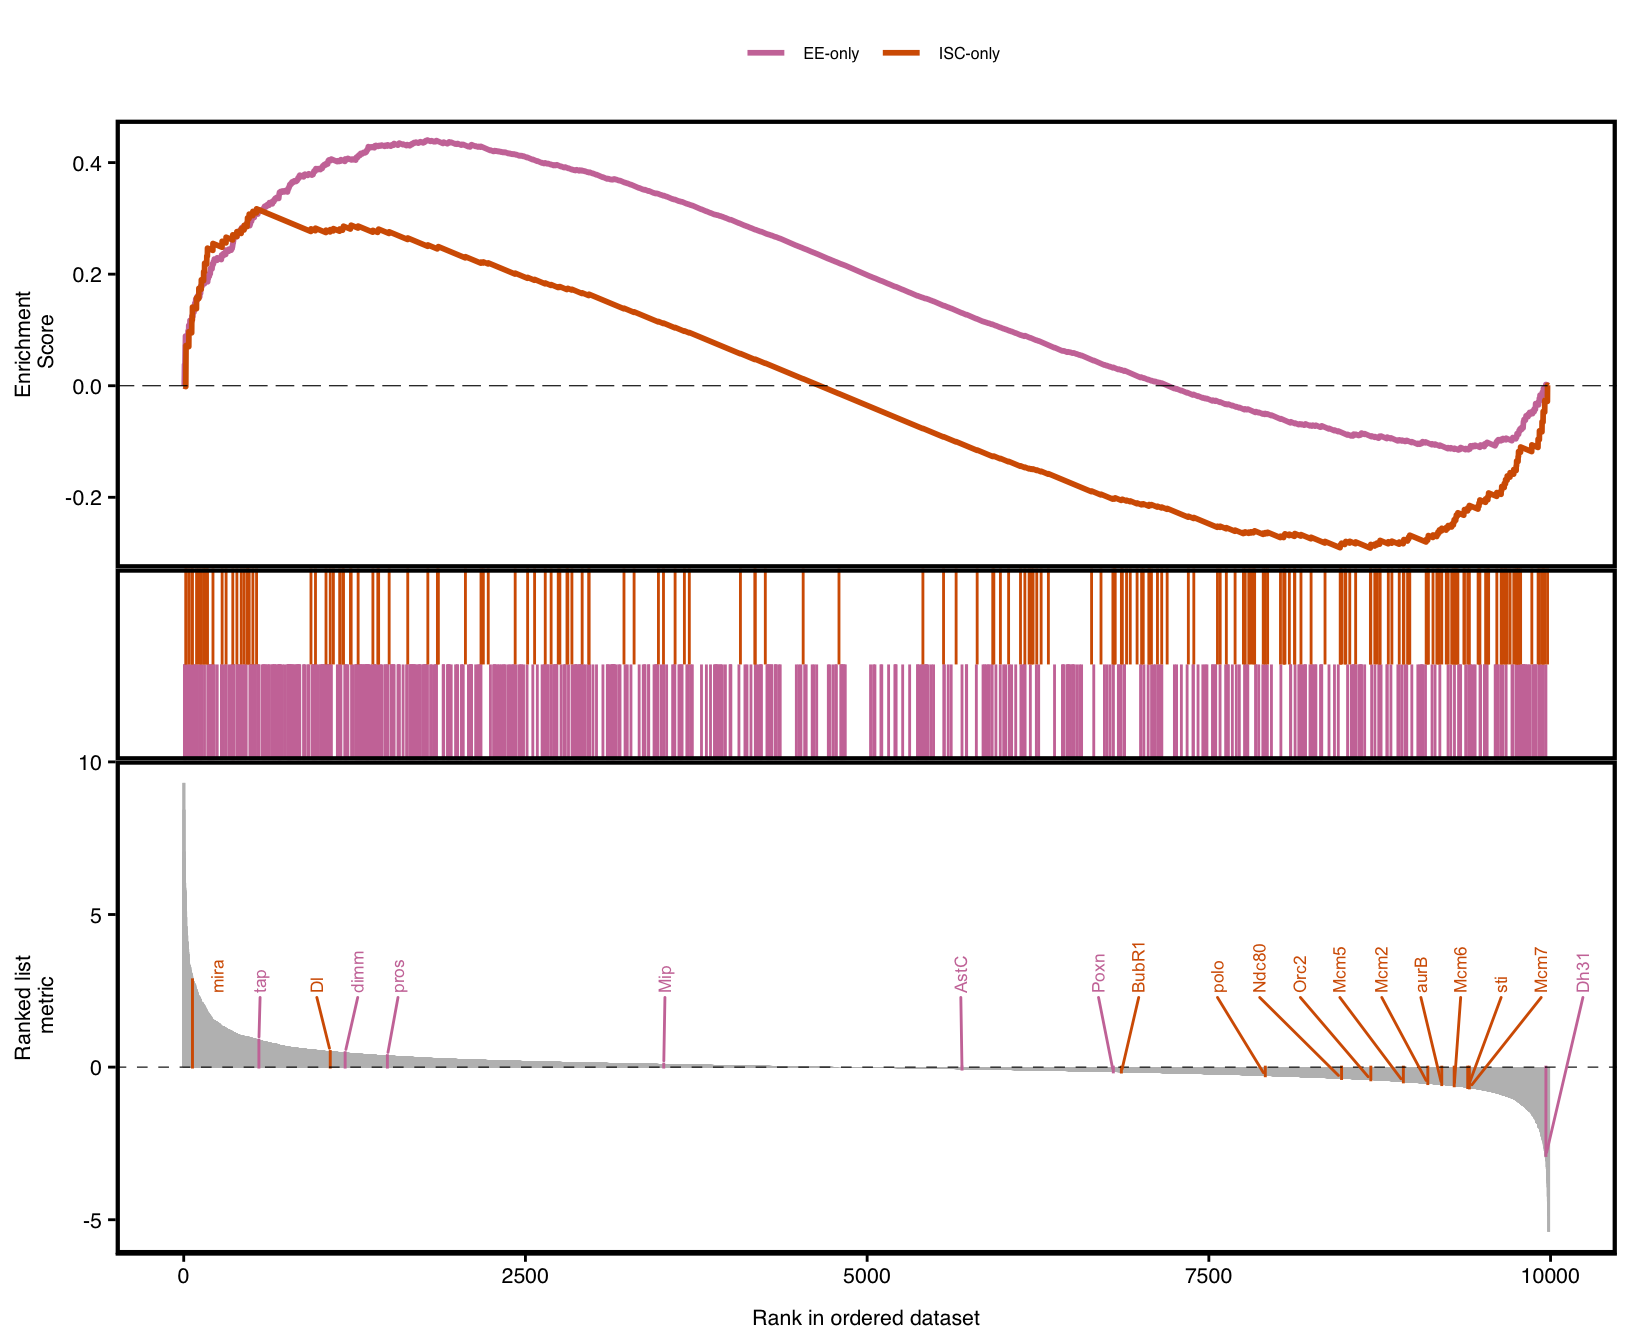 EE-only ISC-only
Enrichment
Score
0.4
0.2
0.0
-0.2
Ranked list
metric
10
5
0
-5
mira tap Dl dimm pros Mip AstC Poxn BubR1 polo Ndc80 Orc2 Mcm5 Mcm2 aurB Mcm6 sti Mcm7 Dh31
0 2500 5000 7500 10000
Rank in ordered dataset